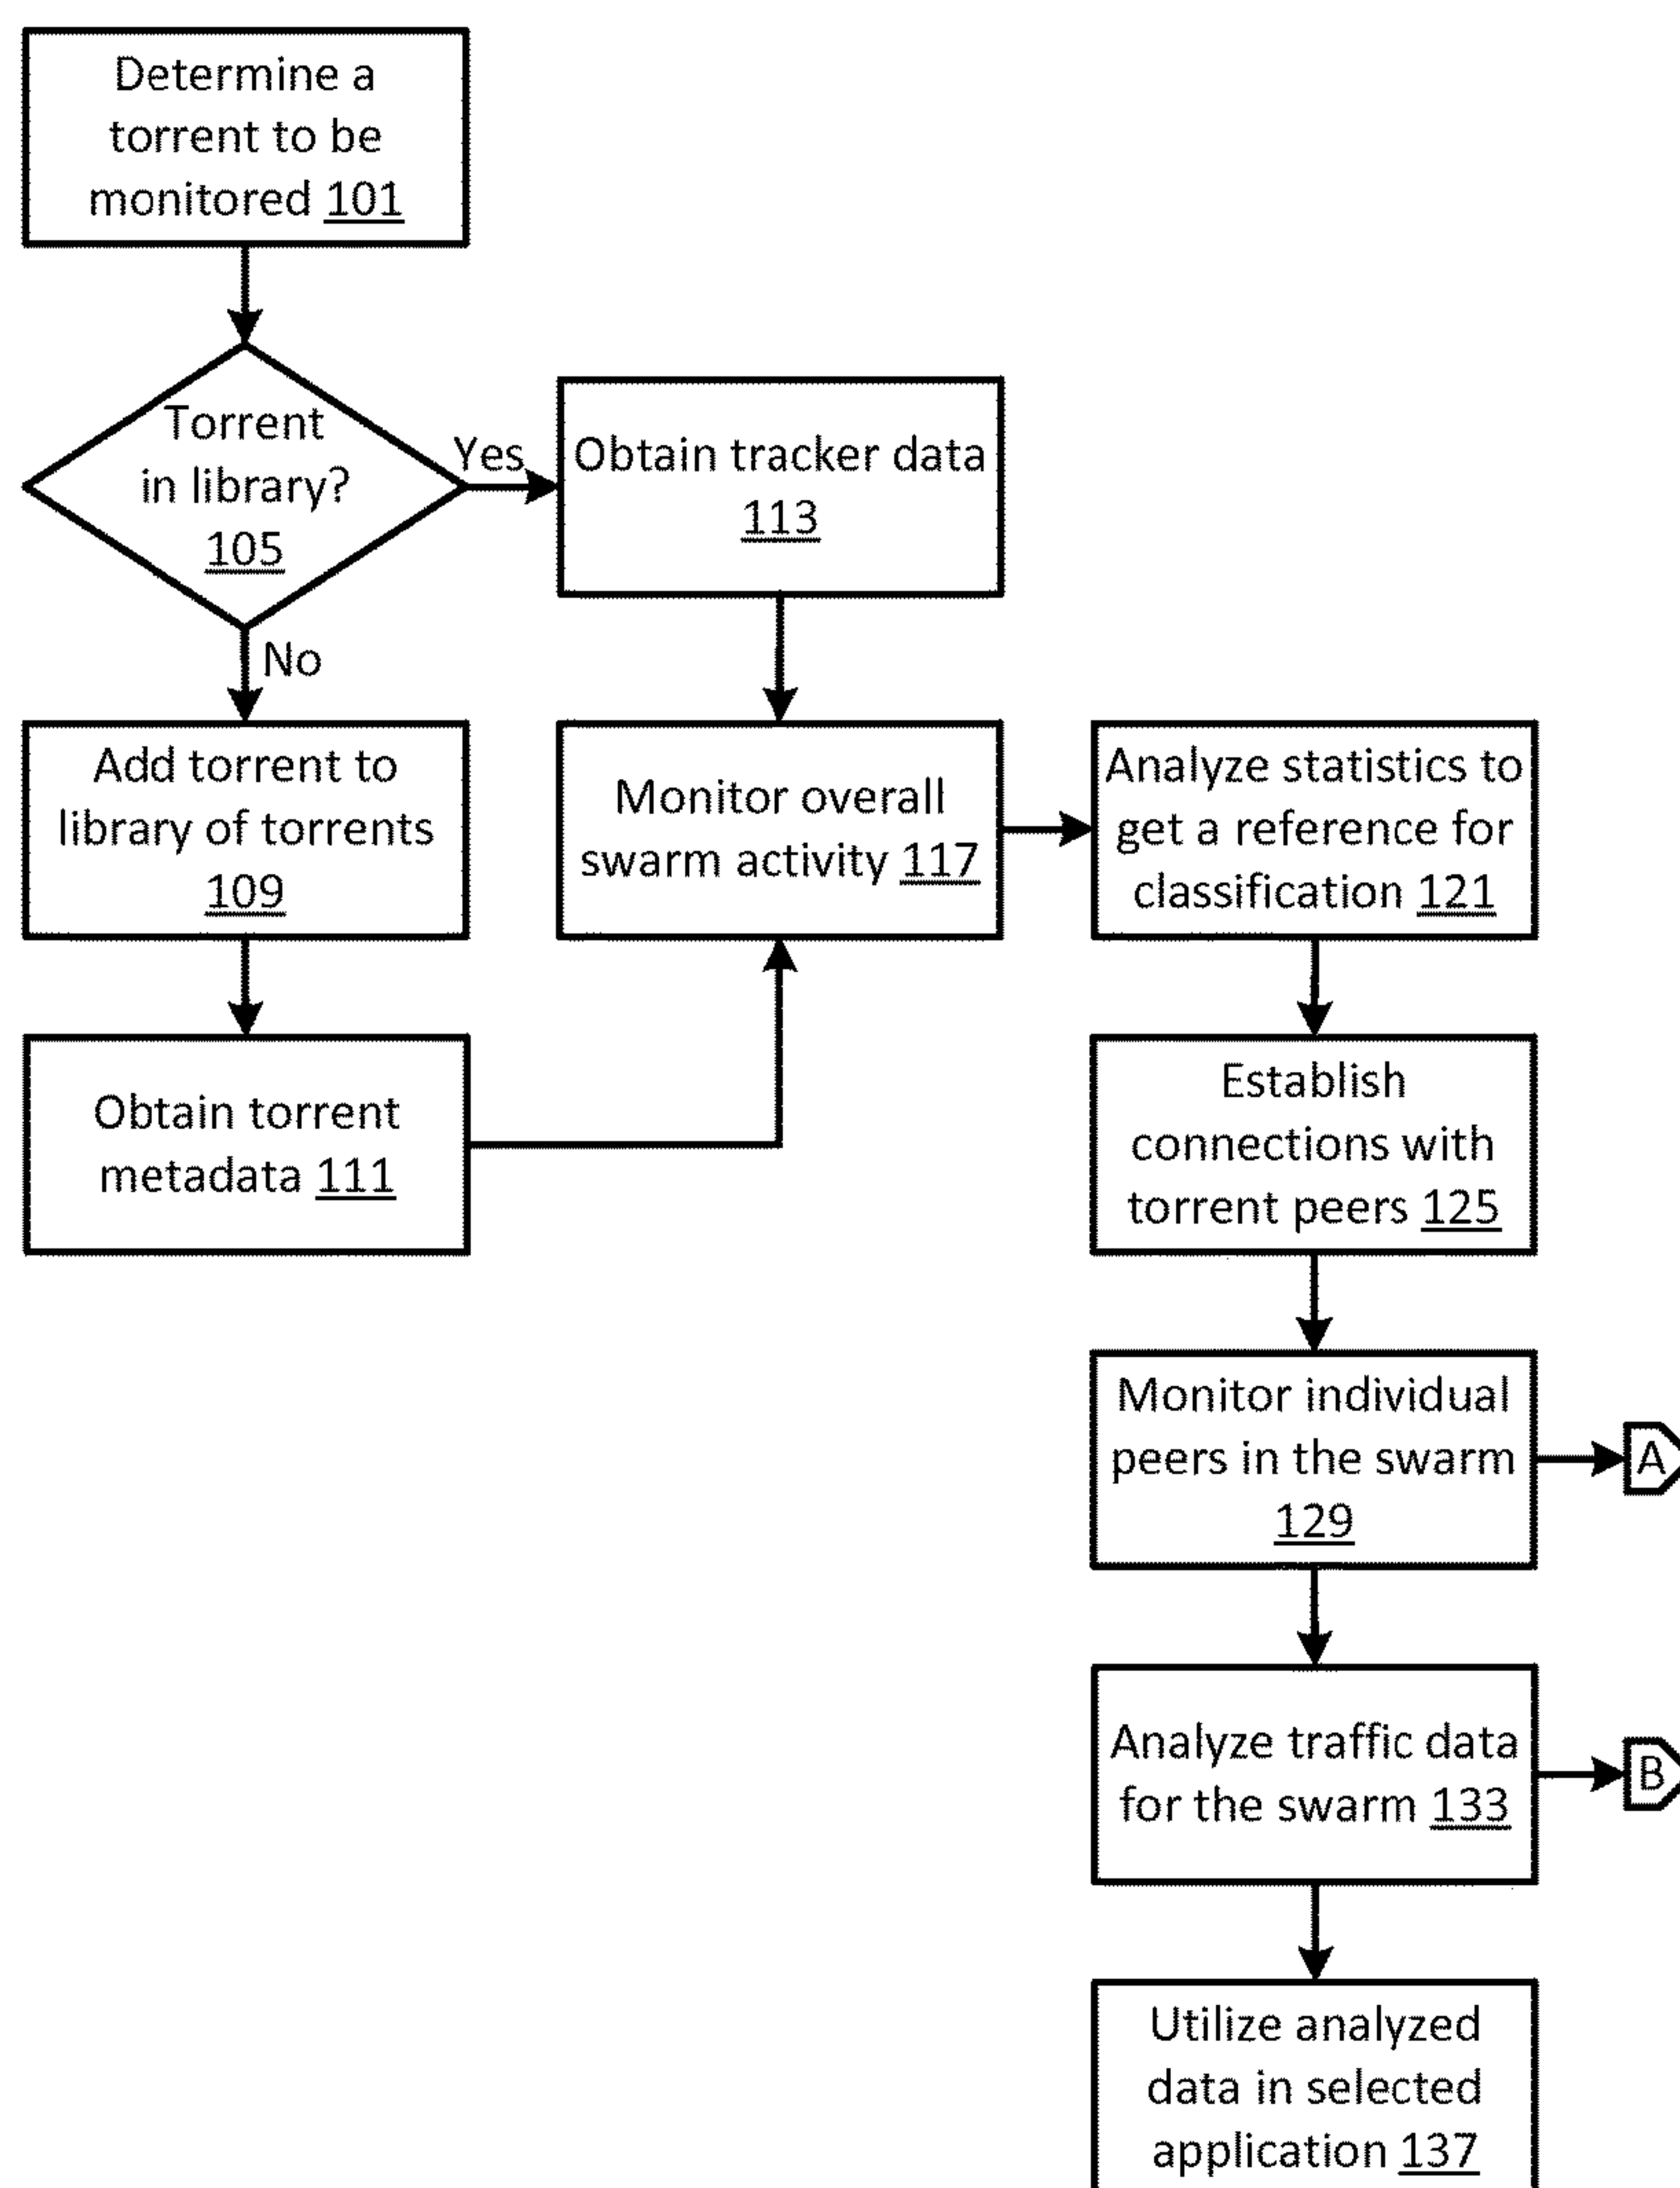 Determine a
torrent to be
monitored 101
Torrent
in library?
105
Yes
No
Obtain tracker data
113
Add torrent to
library of torrents
109
Monitor overall
swarm activity 117
Analyze statistics to
get a reference for
classification 121
Obtain torrent
metadata 111
Establish
connections with
torrent peers 125
Monitor individual
peers in the swarm
129
A
Analyze traffic data
for the swarm 133
B
Utilize analyzed
data in selected
application 137